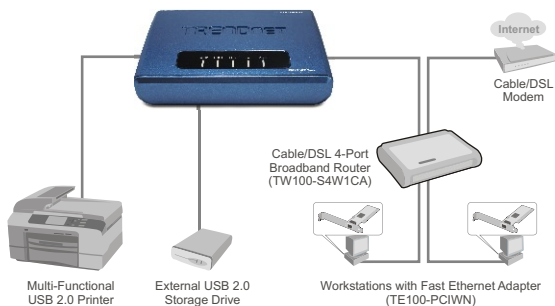 TRENDNET
Internet
Cable/DSL
Modem
Cable/DSL 4-Port
Broadband Router
(TW100-S4W1CA)
Multi-Functional
USB 2.0 Printer
External USB 2.0
Storage Drive
Workstations with Fast Ethernet Adapter
(TE100-PCIWN)